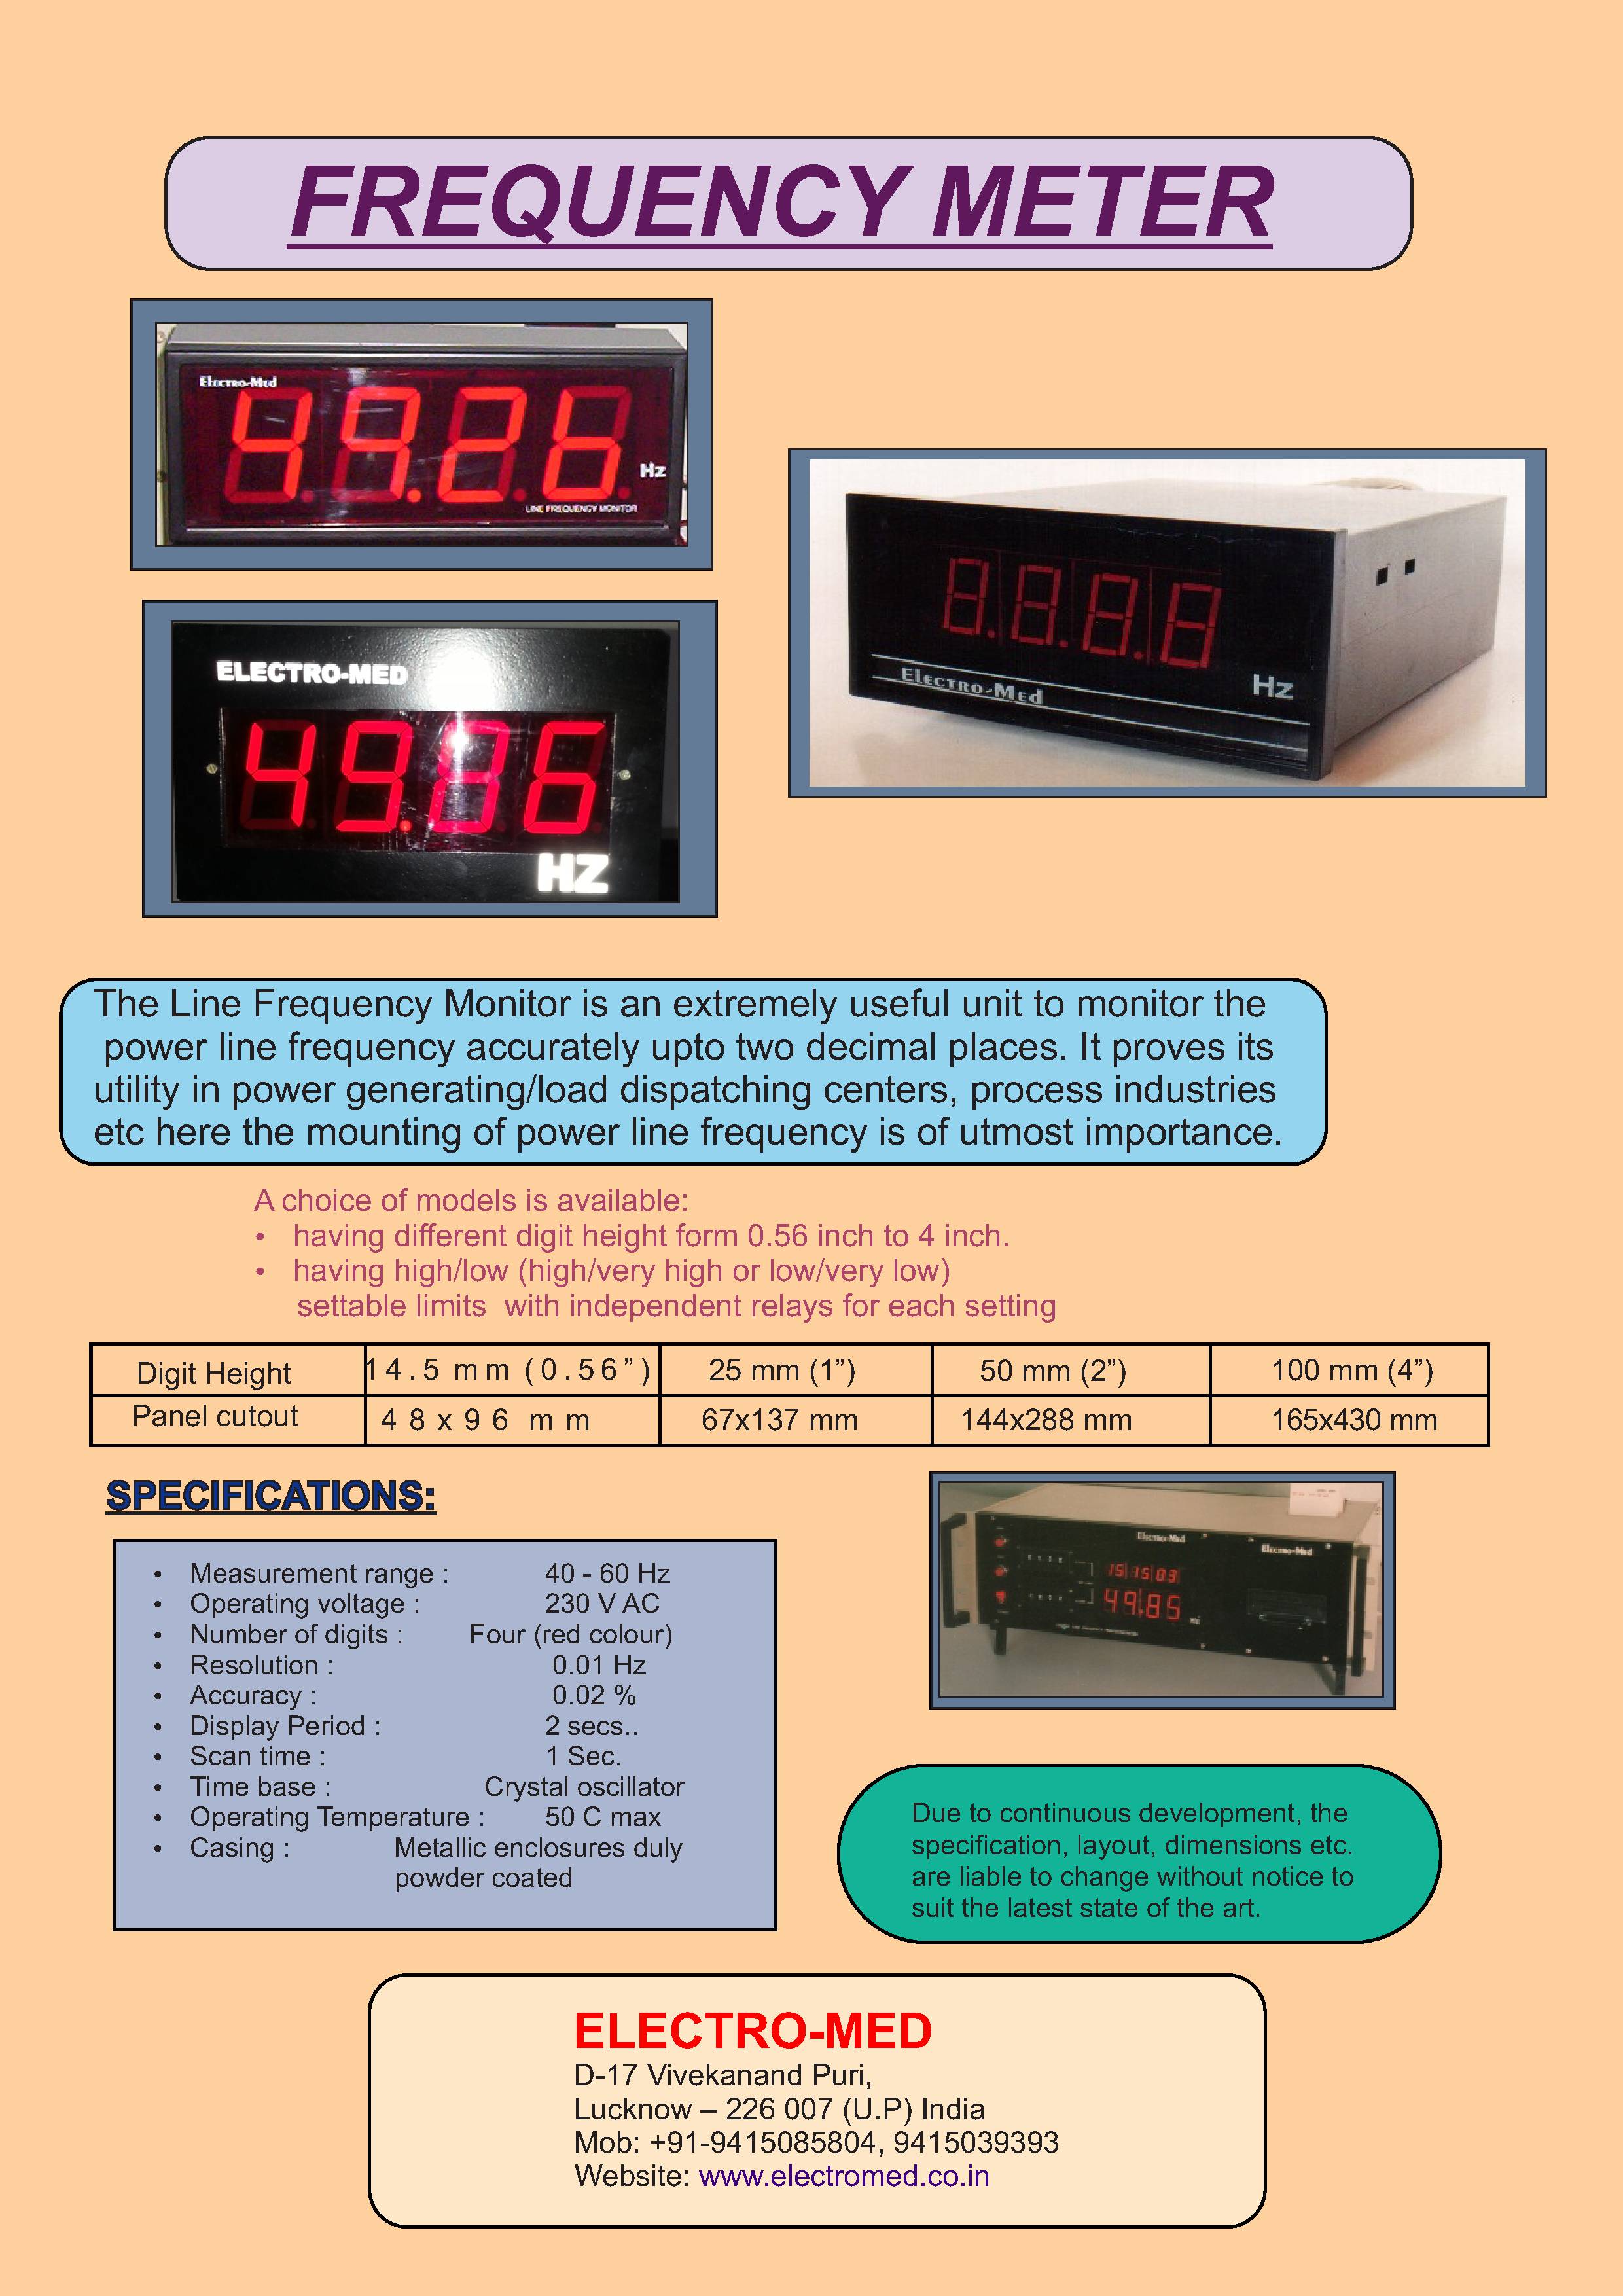 FREQUENCY METER
Electro-Med
49.26
Hz
LINE FREQUENCY MONITOR
8.8.8.8
Electro-Med
Hz
ELECTRO-MED
HZ
The Line Frequency Monitor is an extremely useful unit to monitor the
power line frequency accurately upto two decimal places. It proves its
utility in power generating/load dispatching centers, process industries
etc here the mounting of power line frequency is of utmost importance.
A choice of models is available:
• having different digit height form 0.56 inch to 4 inch.
• having high/low (high/very high or low/very low)
settable limits with independent relays for each setting
Digit Height 14.5 mm (0.56”) 25 mm (1”) 50 mm (2”) 100 mm (4”)
Panel cutout 48x96 mm 67x137 mm 144x288 mm 165x430 mm
SPECIFICATIONS:
• Measurement range : 40 - 60 Hz
• Operating voltage : 230 V AC
• Number of digits : Four (red colour)
• Resolution : 0.01 Hz
• Accuracy : 0.02 %
• Display Period : 2 secs..
• Scan time : 1 Sec.
• Time base : Crystal oscillator
• Operating Temperature : 50 C max
• Casing : Metallic enclosures duly
powder coated
Electro-Med
Electro-Med
15 15 03
49.85
Hz
Due to continuous development, the
specification, layout, dimensions etc.
are liable to change without notice to
suit the latest state of the art.
ELECTRO-MED
D-17 Vivekanand Puri,
Lucknow – 226 007 (U.P) India
Mob: +91-9415085804, 9415039393
Website: www.electromed.co.in